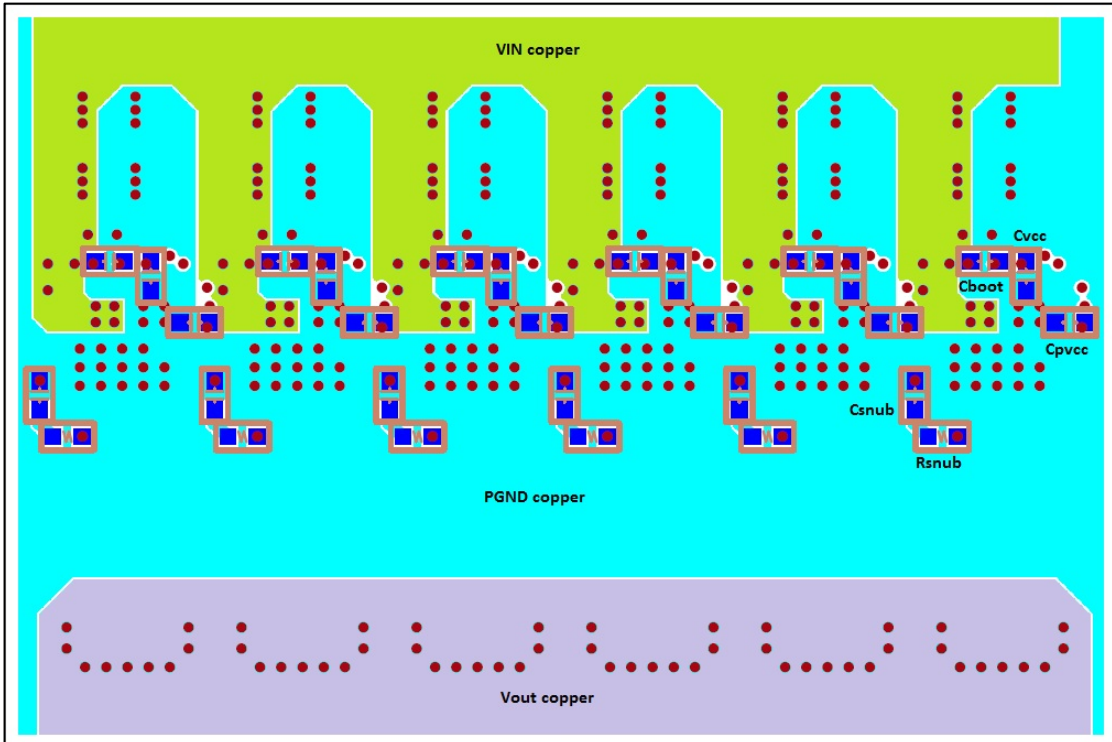 VIN copper
Cvcc
Cboot
Cpvcc
Csnub
Rsnub
PGND copper
Vout copper